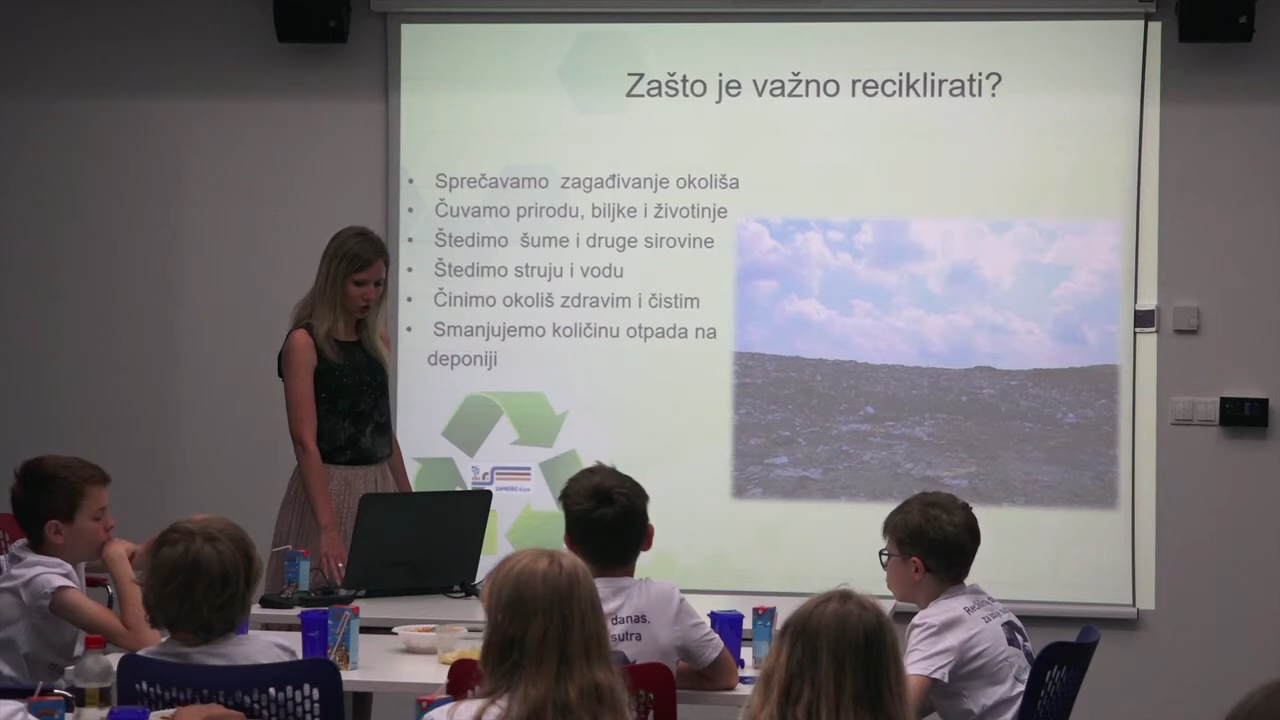 Zašto je važno reciklirati?
• Sprečavamo zagađivanje okoliša
• Čuvamo prirodu, biljke i životinje
• Štedimo šume i druge sirovine
• Štedimo struju i vodu
• Činimo okoliš zdravim i čistim
• Smanjujemo količinu otpada na
deponiji
danas,
sutra